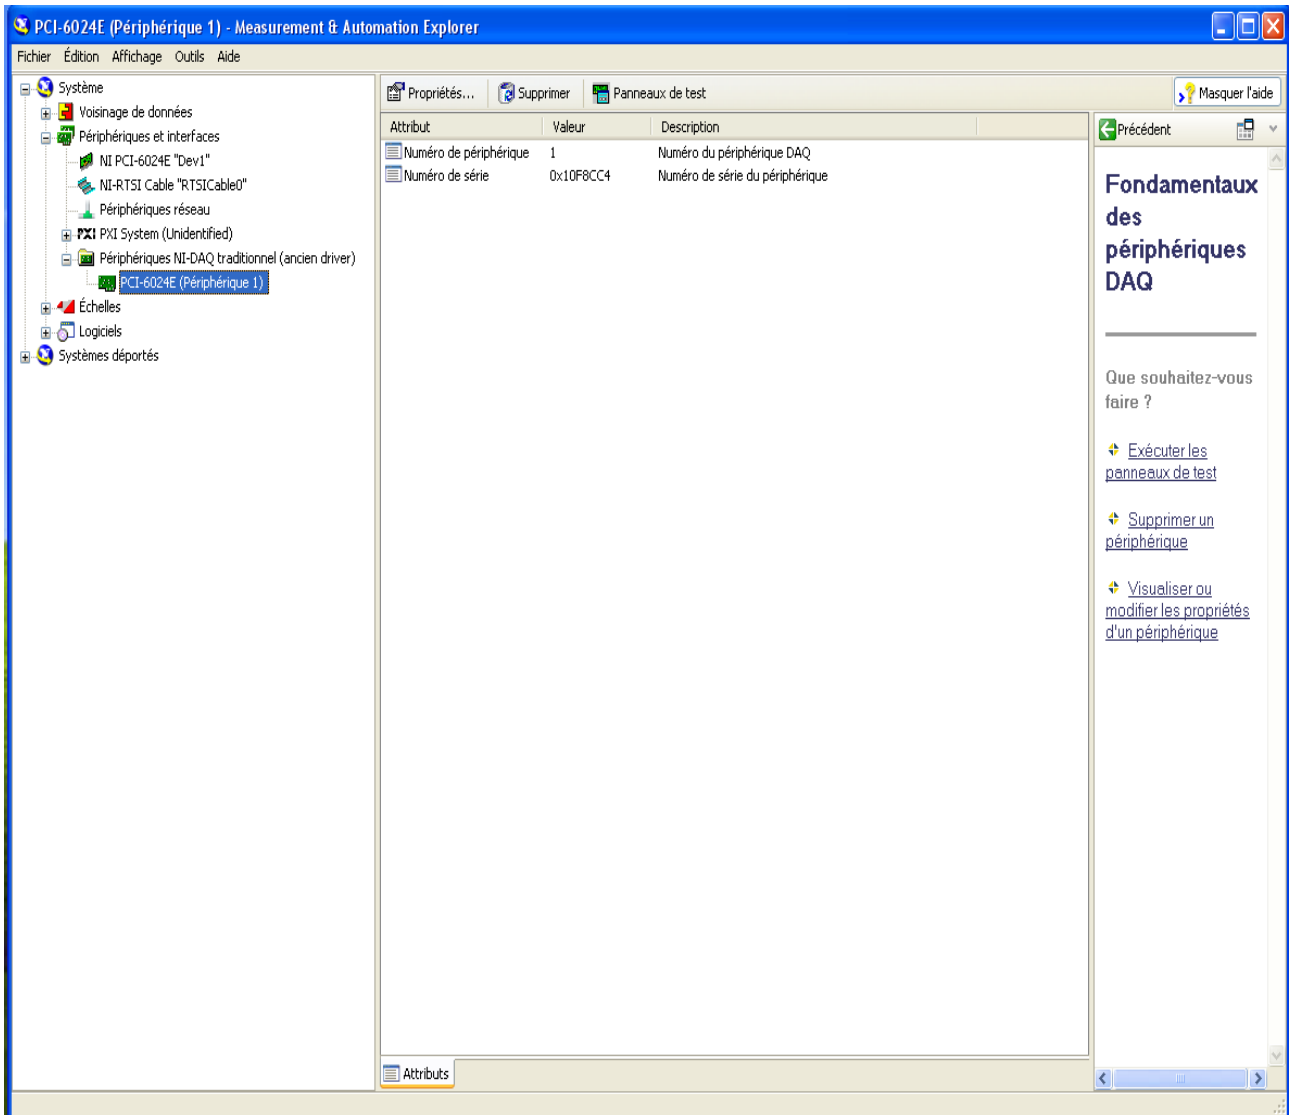 PCI-6024E (Périphérique 1) - Measurement & Automation Explorer
Fichier Édition Affichage Outils Aide
Système
Voisinage de données
Périphériques et interfaces
NI PCI-6024E "Dev1"
NI-RTSI Cable "RTSICable0"
Périphériques réseau
PXI PXI System (Unidentified)
Périphériques NI-DAQ traditionnel (ancien driver)
PCI-6024E (Périphérique 1)
Échelles
Logiciels
Systèmes déportés
Propriétés... Supprimer Panneaux de test Masquer l'aide
Attribut Valeur Description
Numéro de périphérique 1 Numéro du périphérique DAQ
Numéro de série 0x10F8CC4 Numéro de série du périphérique
Attributs
Précédent
Fondamentaux
des
périphériques
DAQ
Que souhaitez-vous
faire ?
Exécuter les
panneaux de test
Supprimer un
périphérique
Visualiser ou
modifier les propriétés
d'un périphérique